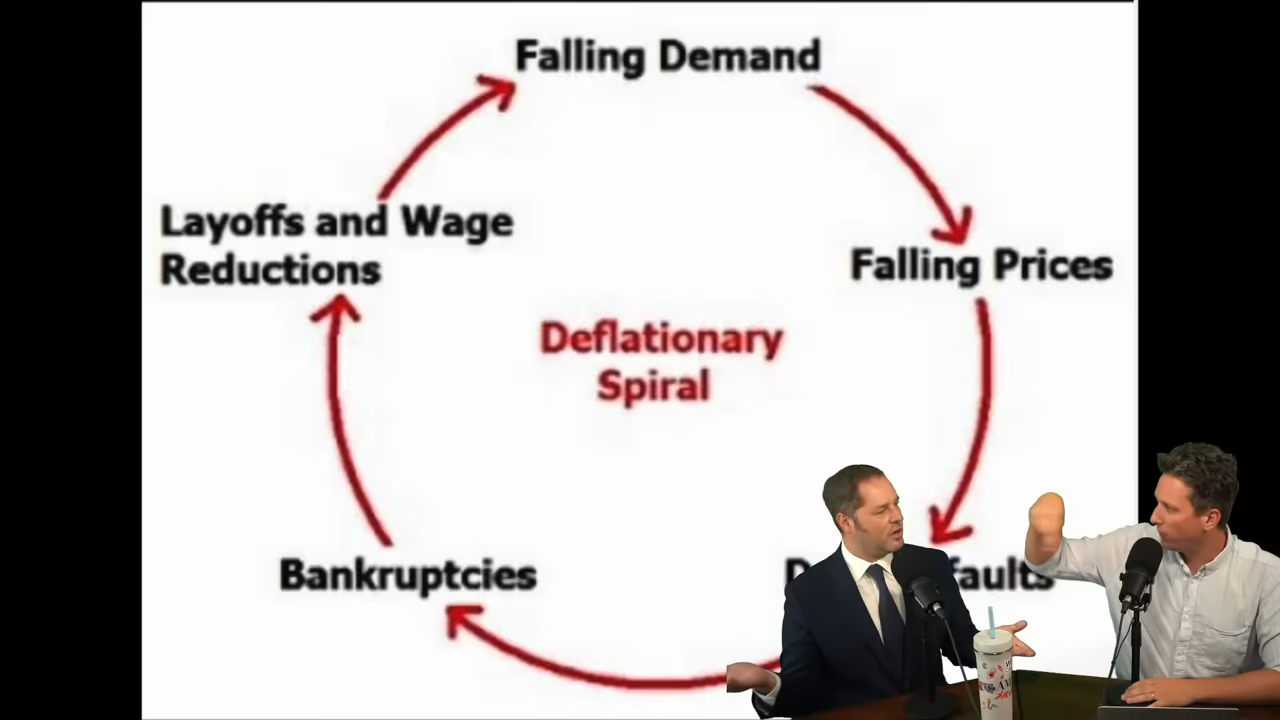 Falling Demand
Layoffs and Wage
Reductions
Falling Prices
Deflationary
Spiral
Bankruptcies